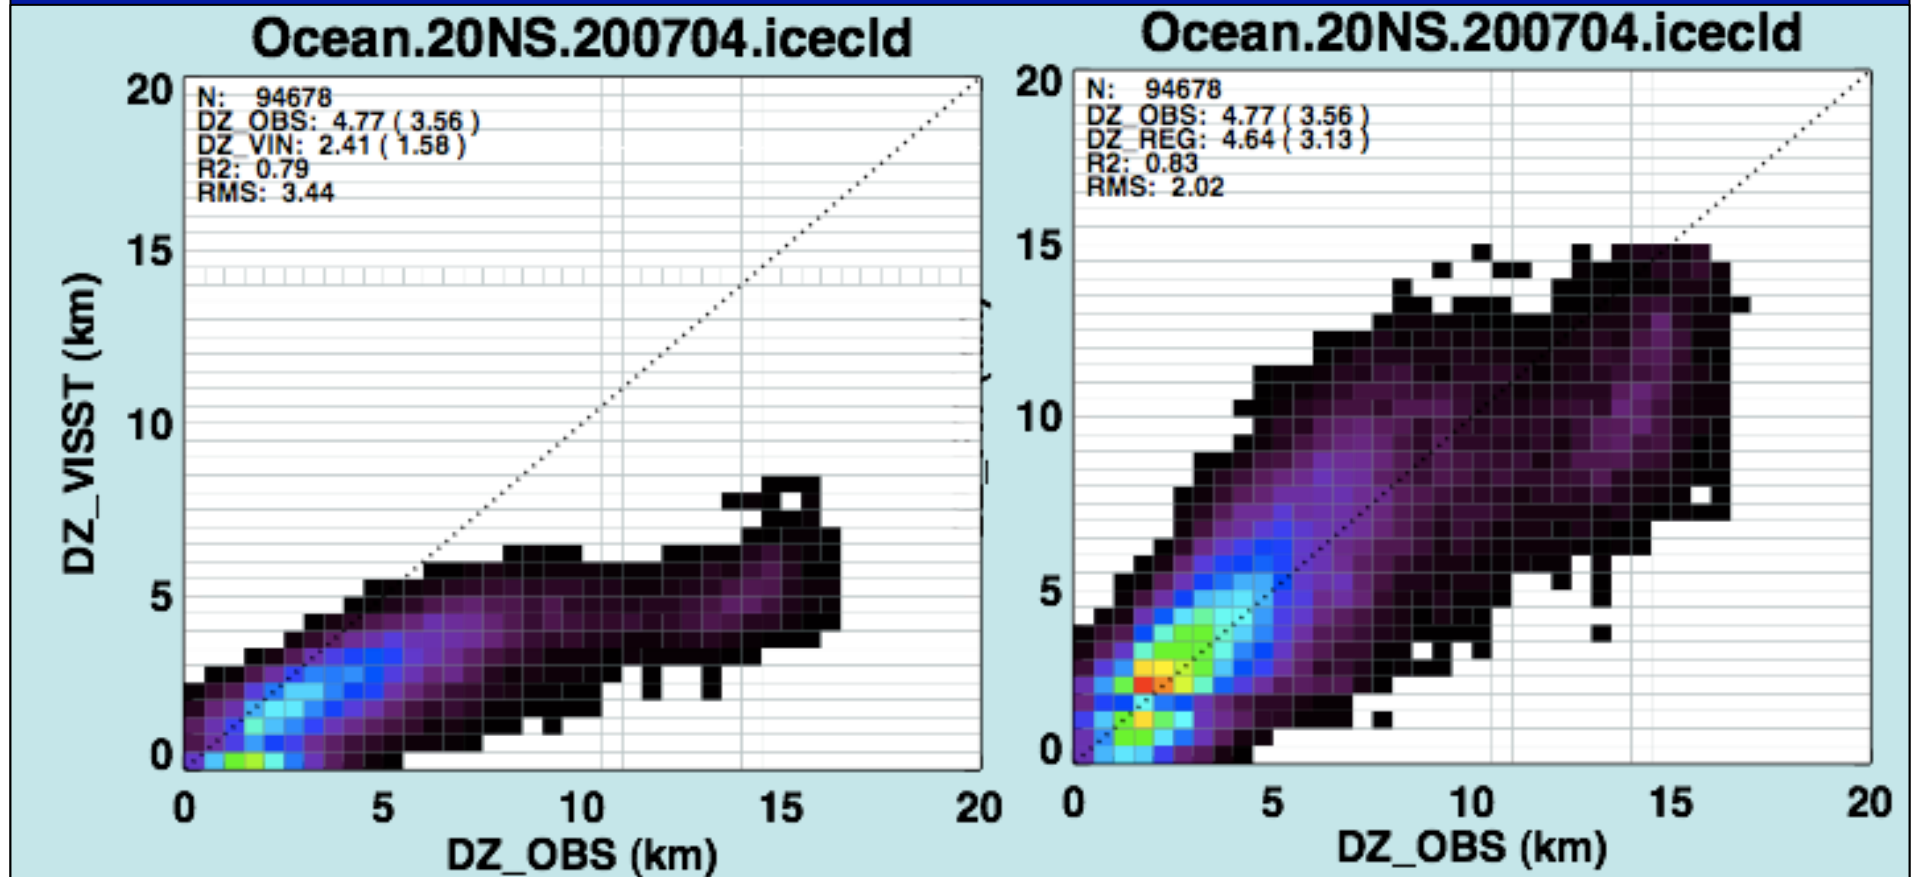 Ocean.20NS.200704.icecld
N: 94678
DZ_OBS: 4.77 ( 3.56 )
DZ_VIN: 2.41 ( 1.58 )
R2: 0.79
RMS: 3.44
20
15
10
5
0
DZ_VISST (km)
0 5 10 15 20
DZ_OBS (km)
Ocean.20NS.200704.icecld
N: 94678
DZ_OBS: 4.77 ( 3.56 )
DZ_REG: 4.64 ( 3.13 )
R2: 0.83
RMS: 2.02
20
15
10
5
0
0 5 10 15 20
DZ_OBS (km)